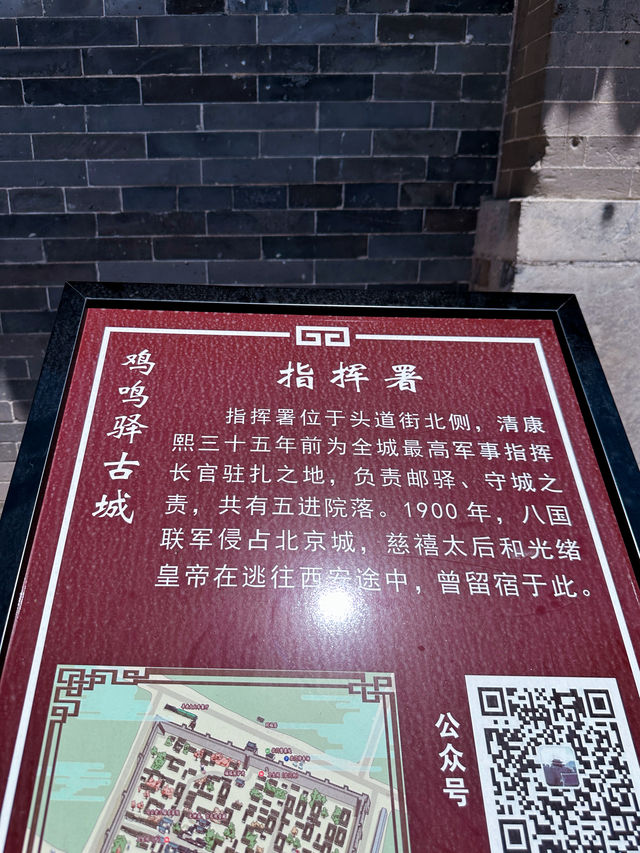 鸡鸣驿古城
指挥署
指挥署位于头道街北侧，清康
熙三十五年前为全城最高军事指挥
长官驻扎之地，负责邮驿、守城之
责，共有五进院落。1900年，八国
联军侵占北京城，慈禧太后和光绪
皇帝在逃往西安途中，曾留宿于此。
公众号